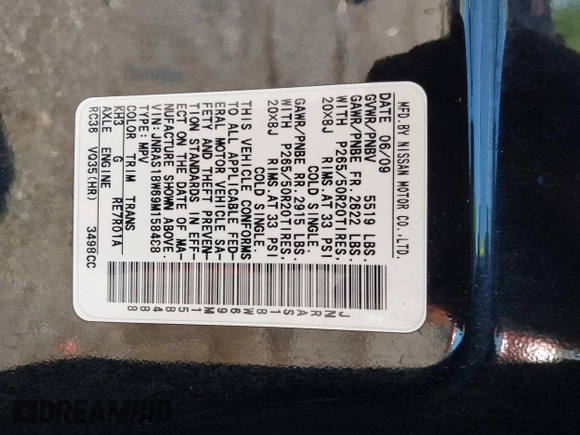 MFD.BY NISSAN MOTOR CO.,LTD.
DATE 06/09
GVWR/PNBV 5519 LBS.
GAWR/PNBE FR. 2622 LBS.
WITH P265/50R20TIRES,
20X8J RIMS.AT 33 PSI
COLD SINGLE.
GAWR/PNBE RR. 2915 LBS.
WITH P265/50R20TIRES,
20X8J RIMS.AT 33 PSI
COLD SINGLE.
THIS VEHICLE CONFORMS
TO ALL APPLICABLE FED-
ERAL MOTOR VEHICLE SA-
FETY AND THEFT PREVEN-
TION STANDARDS IN EFF-
ECT ON THE DATE OF MA-
NUFACTURE SHOWN ABOVE.
VIN:JNRAS18W69M158488
TYPE:MPV
COLOR TRIM TRANS
KH3 G RE7R01A
AXLE ENGINE
RC36 VQ35(HR) 3498CC
JNRAS18W69M158488
DREAMBID